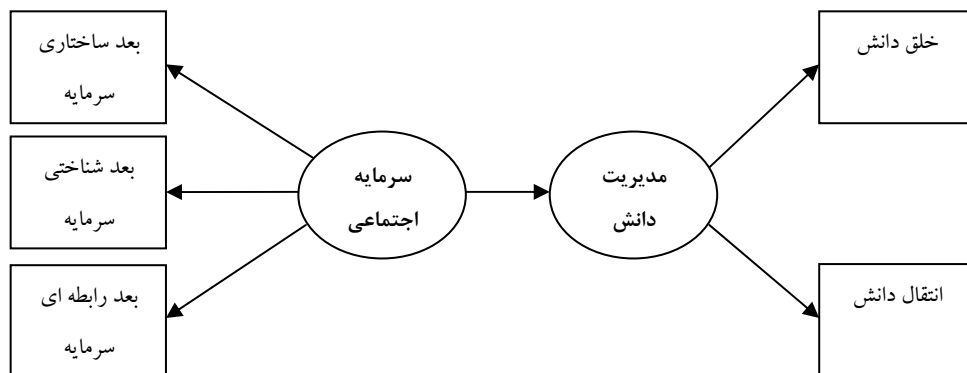 بعد ساختاری
سرمایه
بعد شناختی
سرمایه
بعد رابطه ای
سرمایه
سرمایه
اجتماعی
مدیریت
دانش
خلق دانش
انتقال دانش